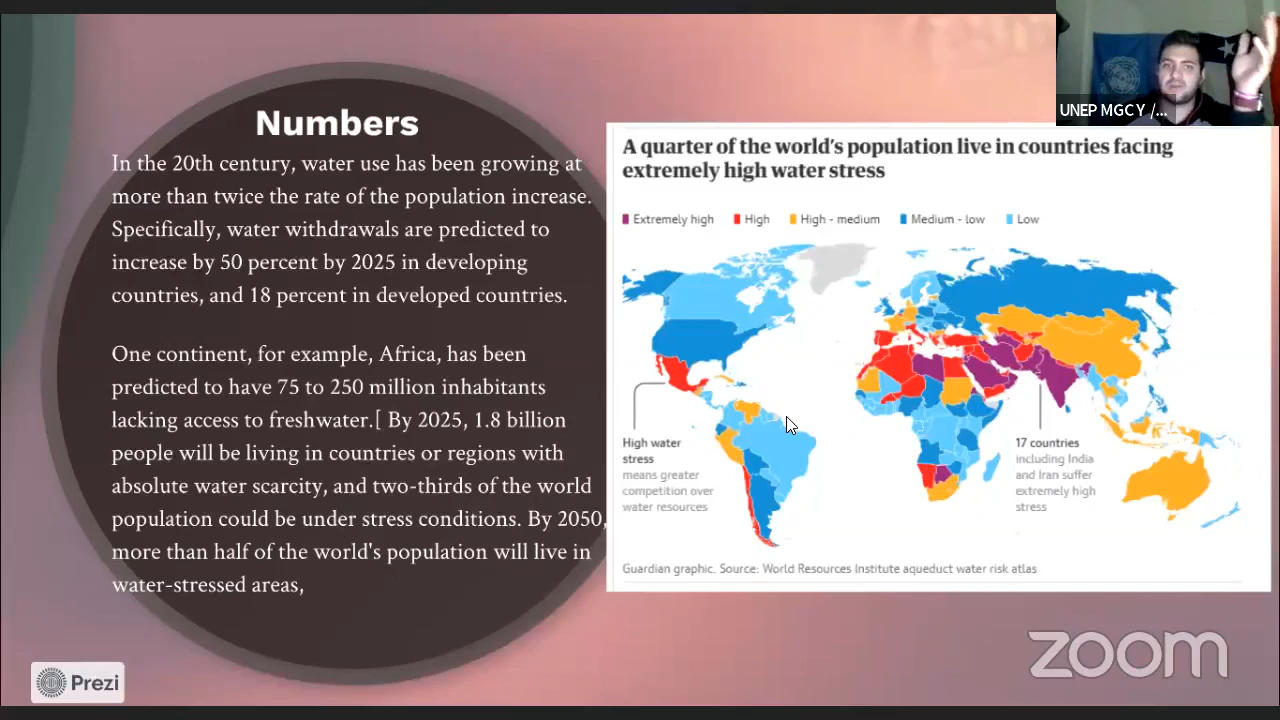 UNEP MGCY /...
Numbers
In the 20th century, water use has been growing at
more than twice the rate of the population increase.
Specifically, water withdrawals are predicted to
increase by 50 percent by 2025 in developing
countries, and 18 percent in developed countries.
One continent, for example, Africa, has been
predicted to have 75 to 250 million inhabitants
lacking access to freshwater.[ By 2025, 1.8 billion
people will be living in countries or regions with
absolute water scarcity, and two-thirds of the world
population could be under stress conditions. By 2050,
more than half of the world's population will live in
water-stressed areas,
A quarter of the world's population live in countries facing
extremely high water stress
Extremely high High High - medium Medium - low Low
High water
stress
means greater
competition over
water resources
17 countries
including India
and Iran suffer
extremely high
stress
Guardian graphic. Source: World Resources Institute aqueduct water risk atlas
Prezi
zoom